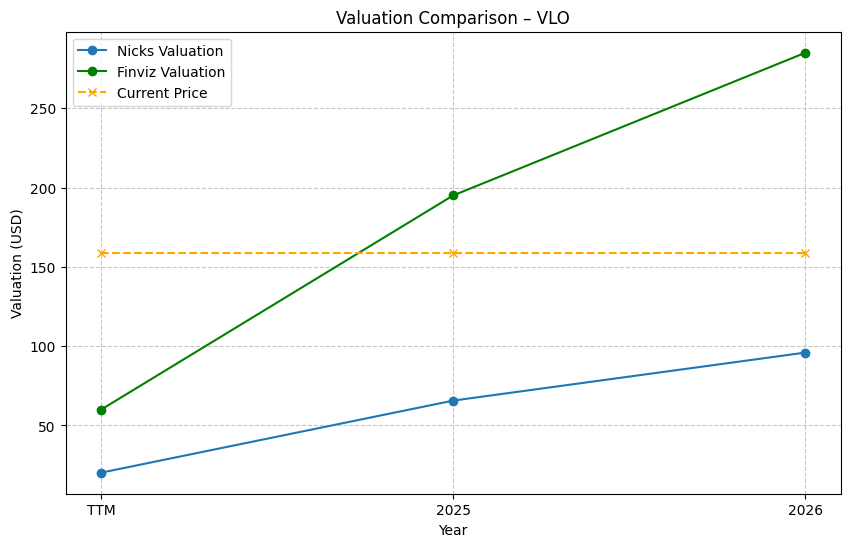 Valuation Comparison – VLO
Nicks Valuation
Finviz Valuation
Current Price
Valuation (USD)
250
200
150
100
50
TTM
2025
2026
Year